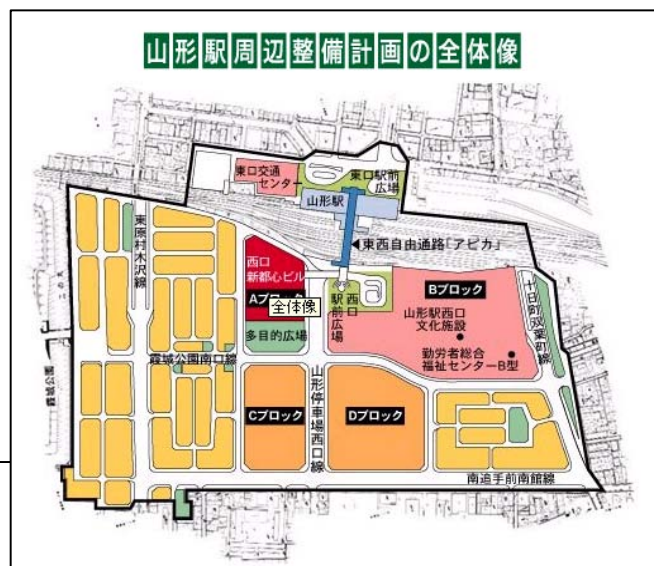 山形駅周辺整備計画の全体像
東口交通
センター
東口駅前
広場
山形駅
◀東西自由通路「アピカ」
東原村木沢線
西口
新都心ビル
Aブロック
全体像
多目的広場
西口
駅前広場
Bブロック
山形駅西口
文化施設
勤労者総合
福祉センターB型
十日町双葉町線
霞城公園
霞城公園南口線
山形停車場西口線
Cブロック
Dブロック
南追手前南館線